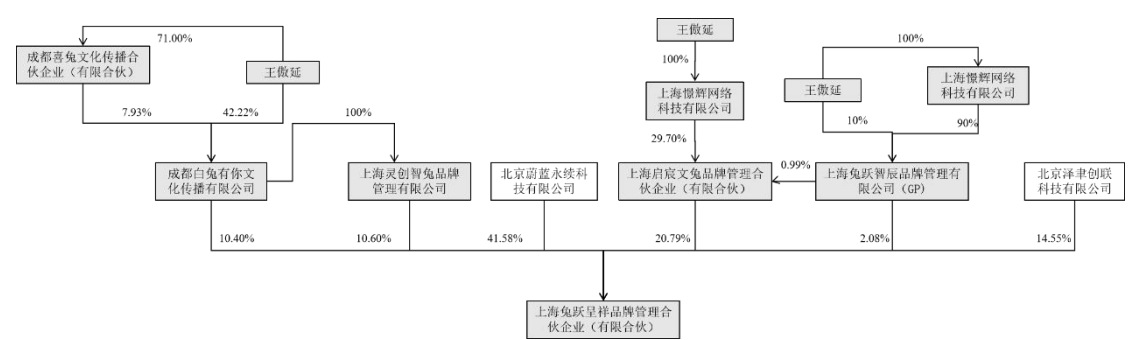 王傲延
71.00%
100%
100%
成都喜兔文化传播合
伙企业（有限合伙）
王傲延
上海憬辉网络
科技有限公司
王傲延
上海憬辉网络
科技有限公司
7.93%
42.22%
100%
29.70%
10%
90%
成都白兔有你文
化传播有限公司
上海灵创智兔品牌
管理有限公司
北京蔚蓝永续科
技有限公司
上海启宸文兔品牌管理合
伙企业（有限合伙）
0.99%
上海兔跃智辰品牌管理有
限公司（GP）
北京泽聿创联
科技有限公司
10.40%
10.60%
41.58%
20.79%
2.08%
14.55%
上海兔跃呈祥品牌管理合
伙企业（有限合伙）